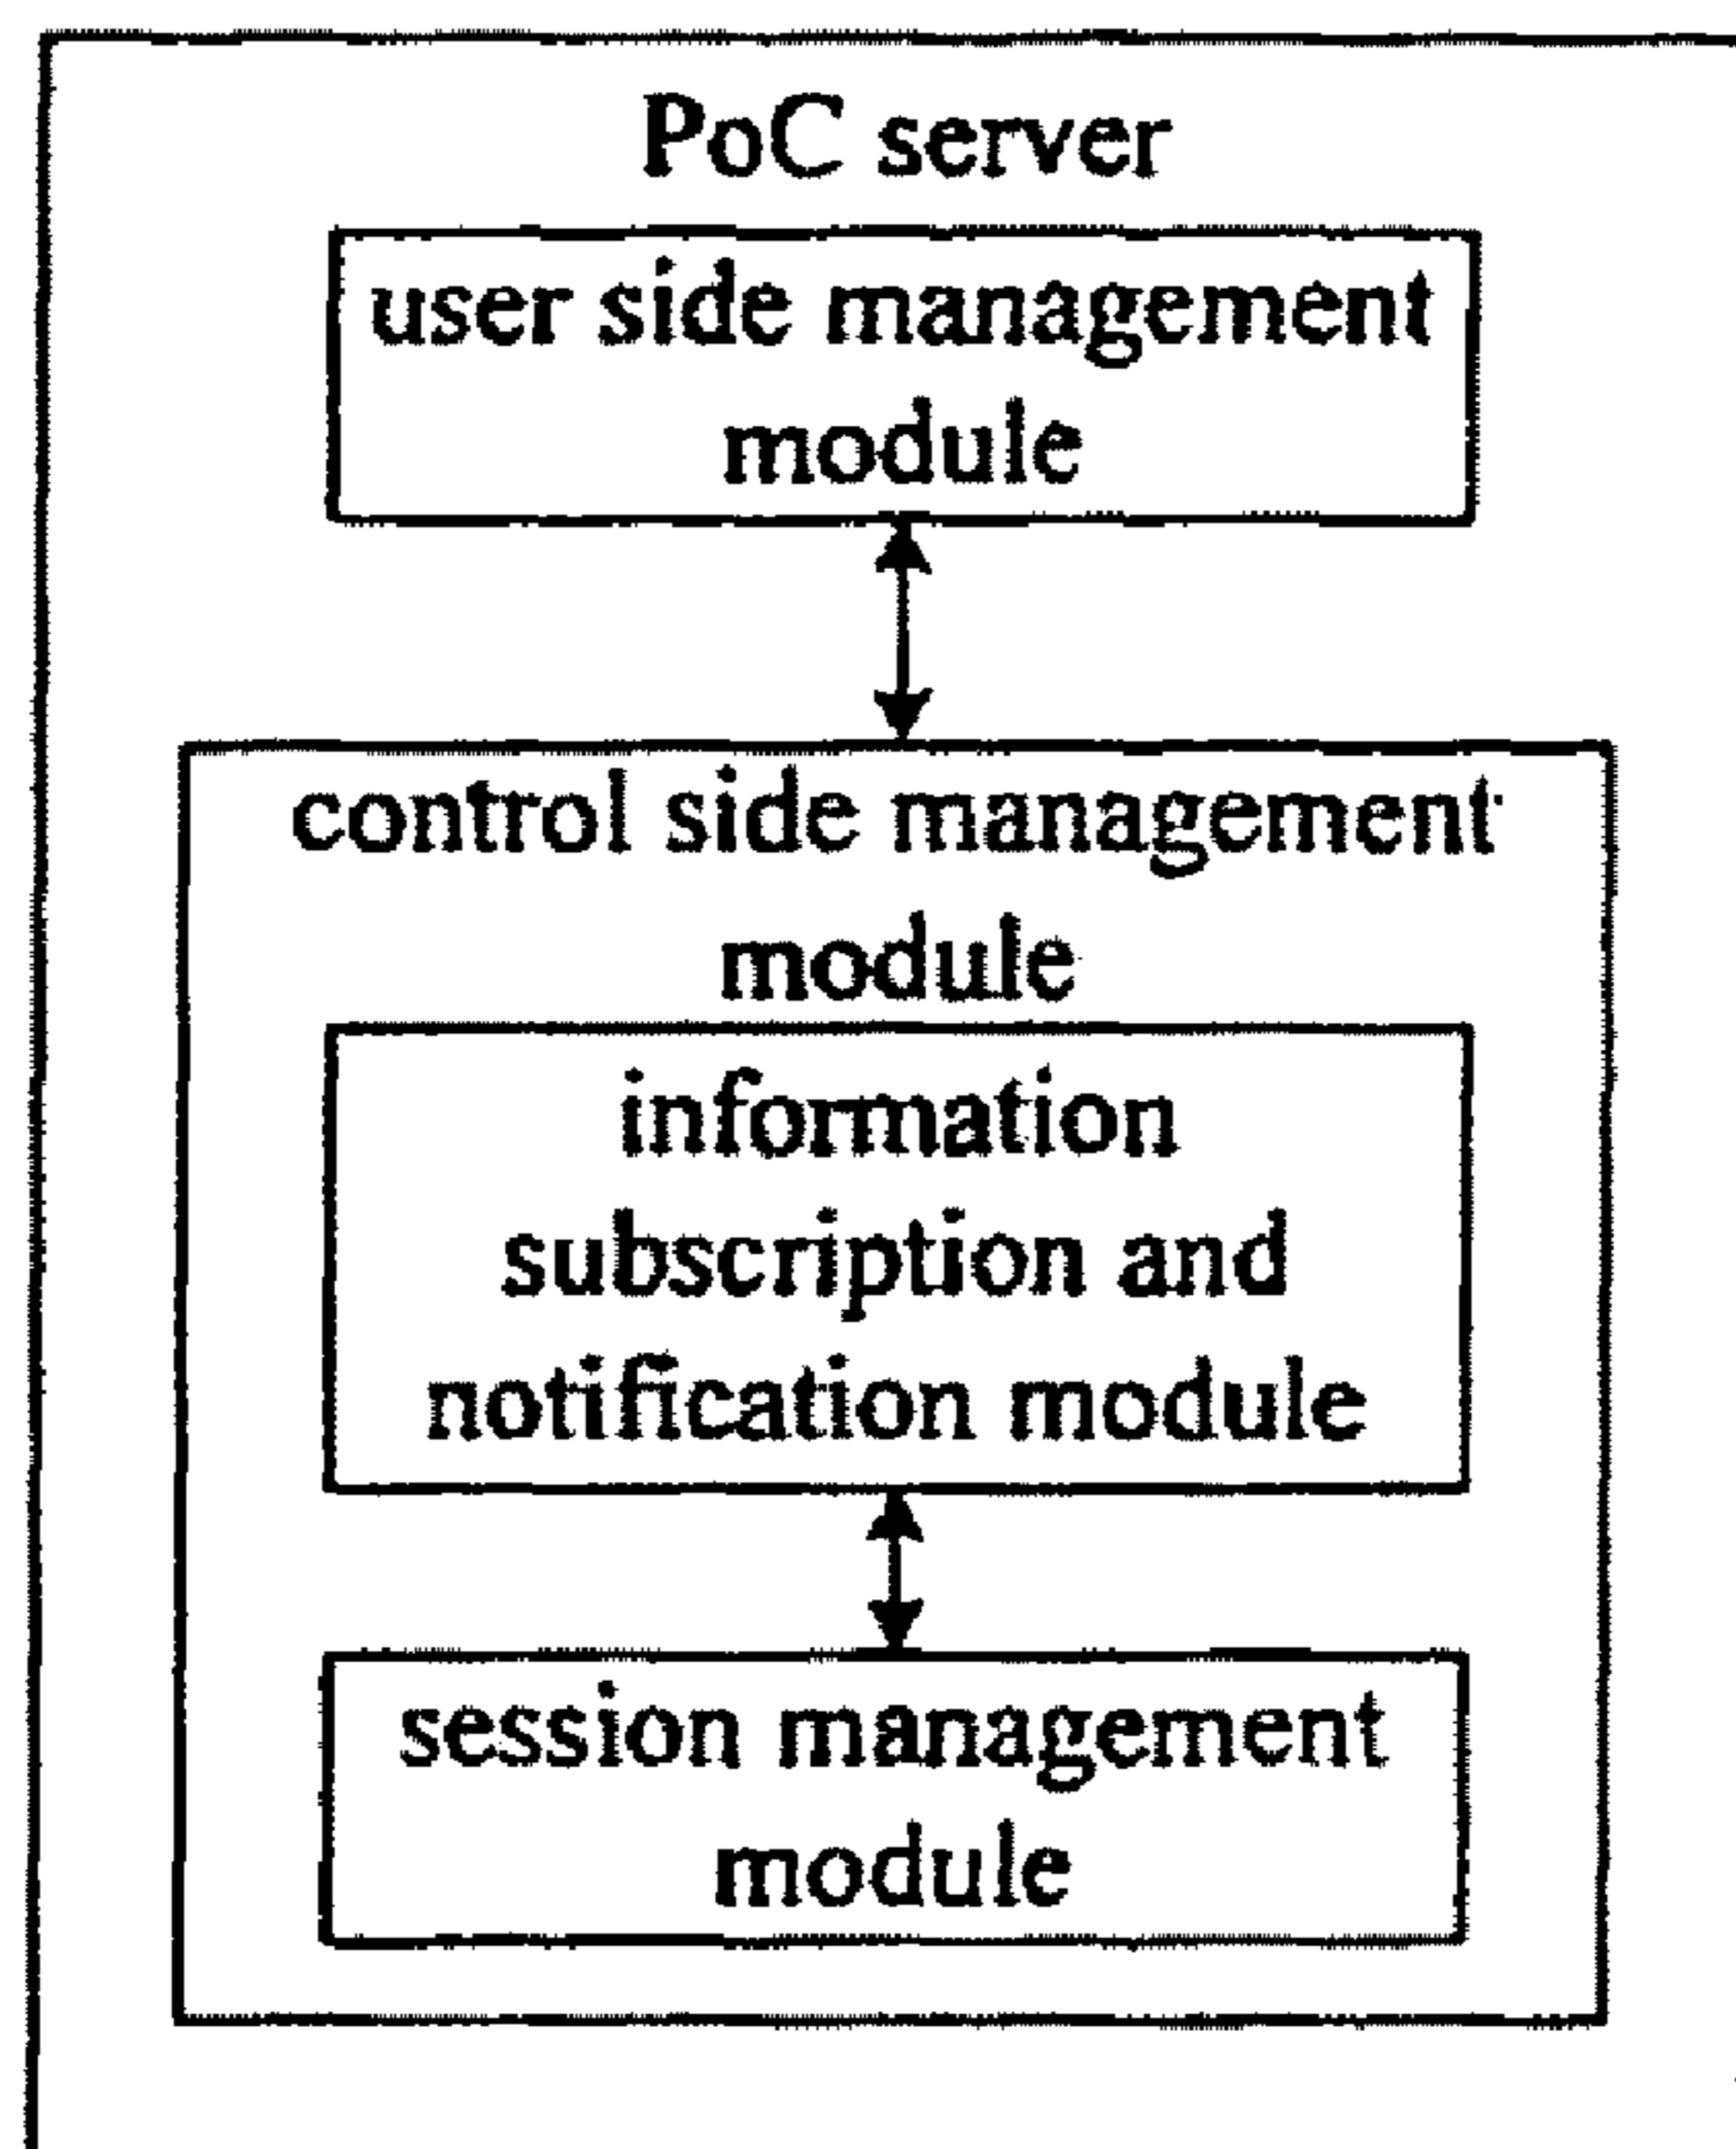 PoC server
user side management
module
control side management
module
information
subscription and
notification module
session management
module